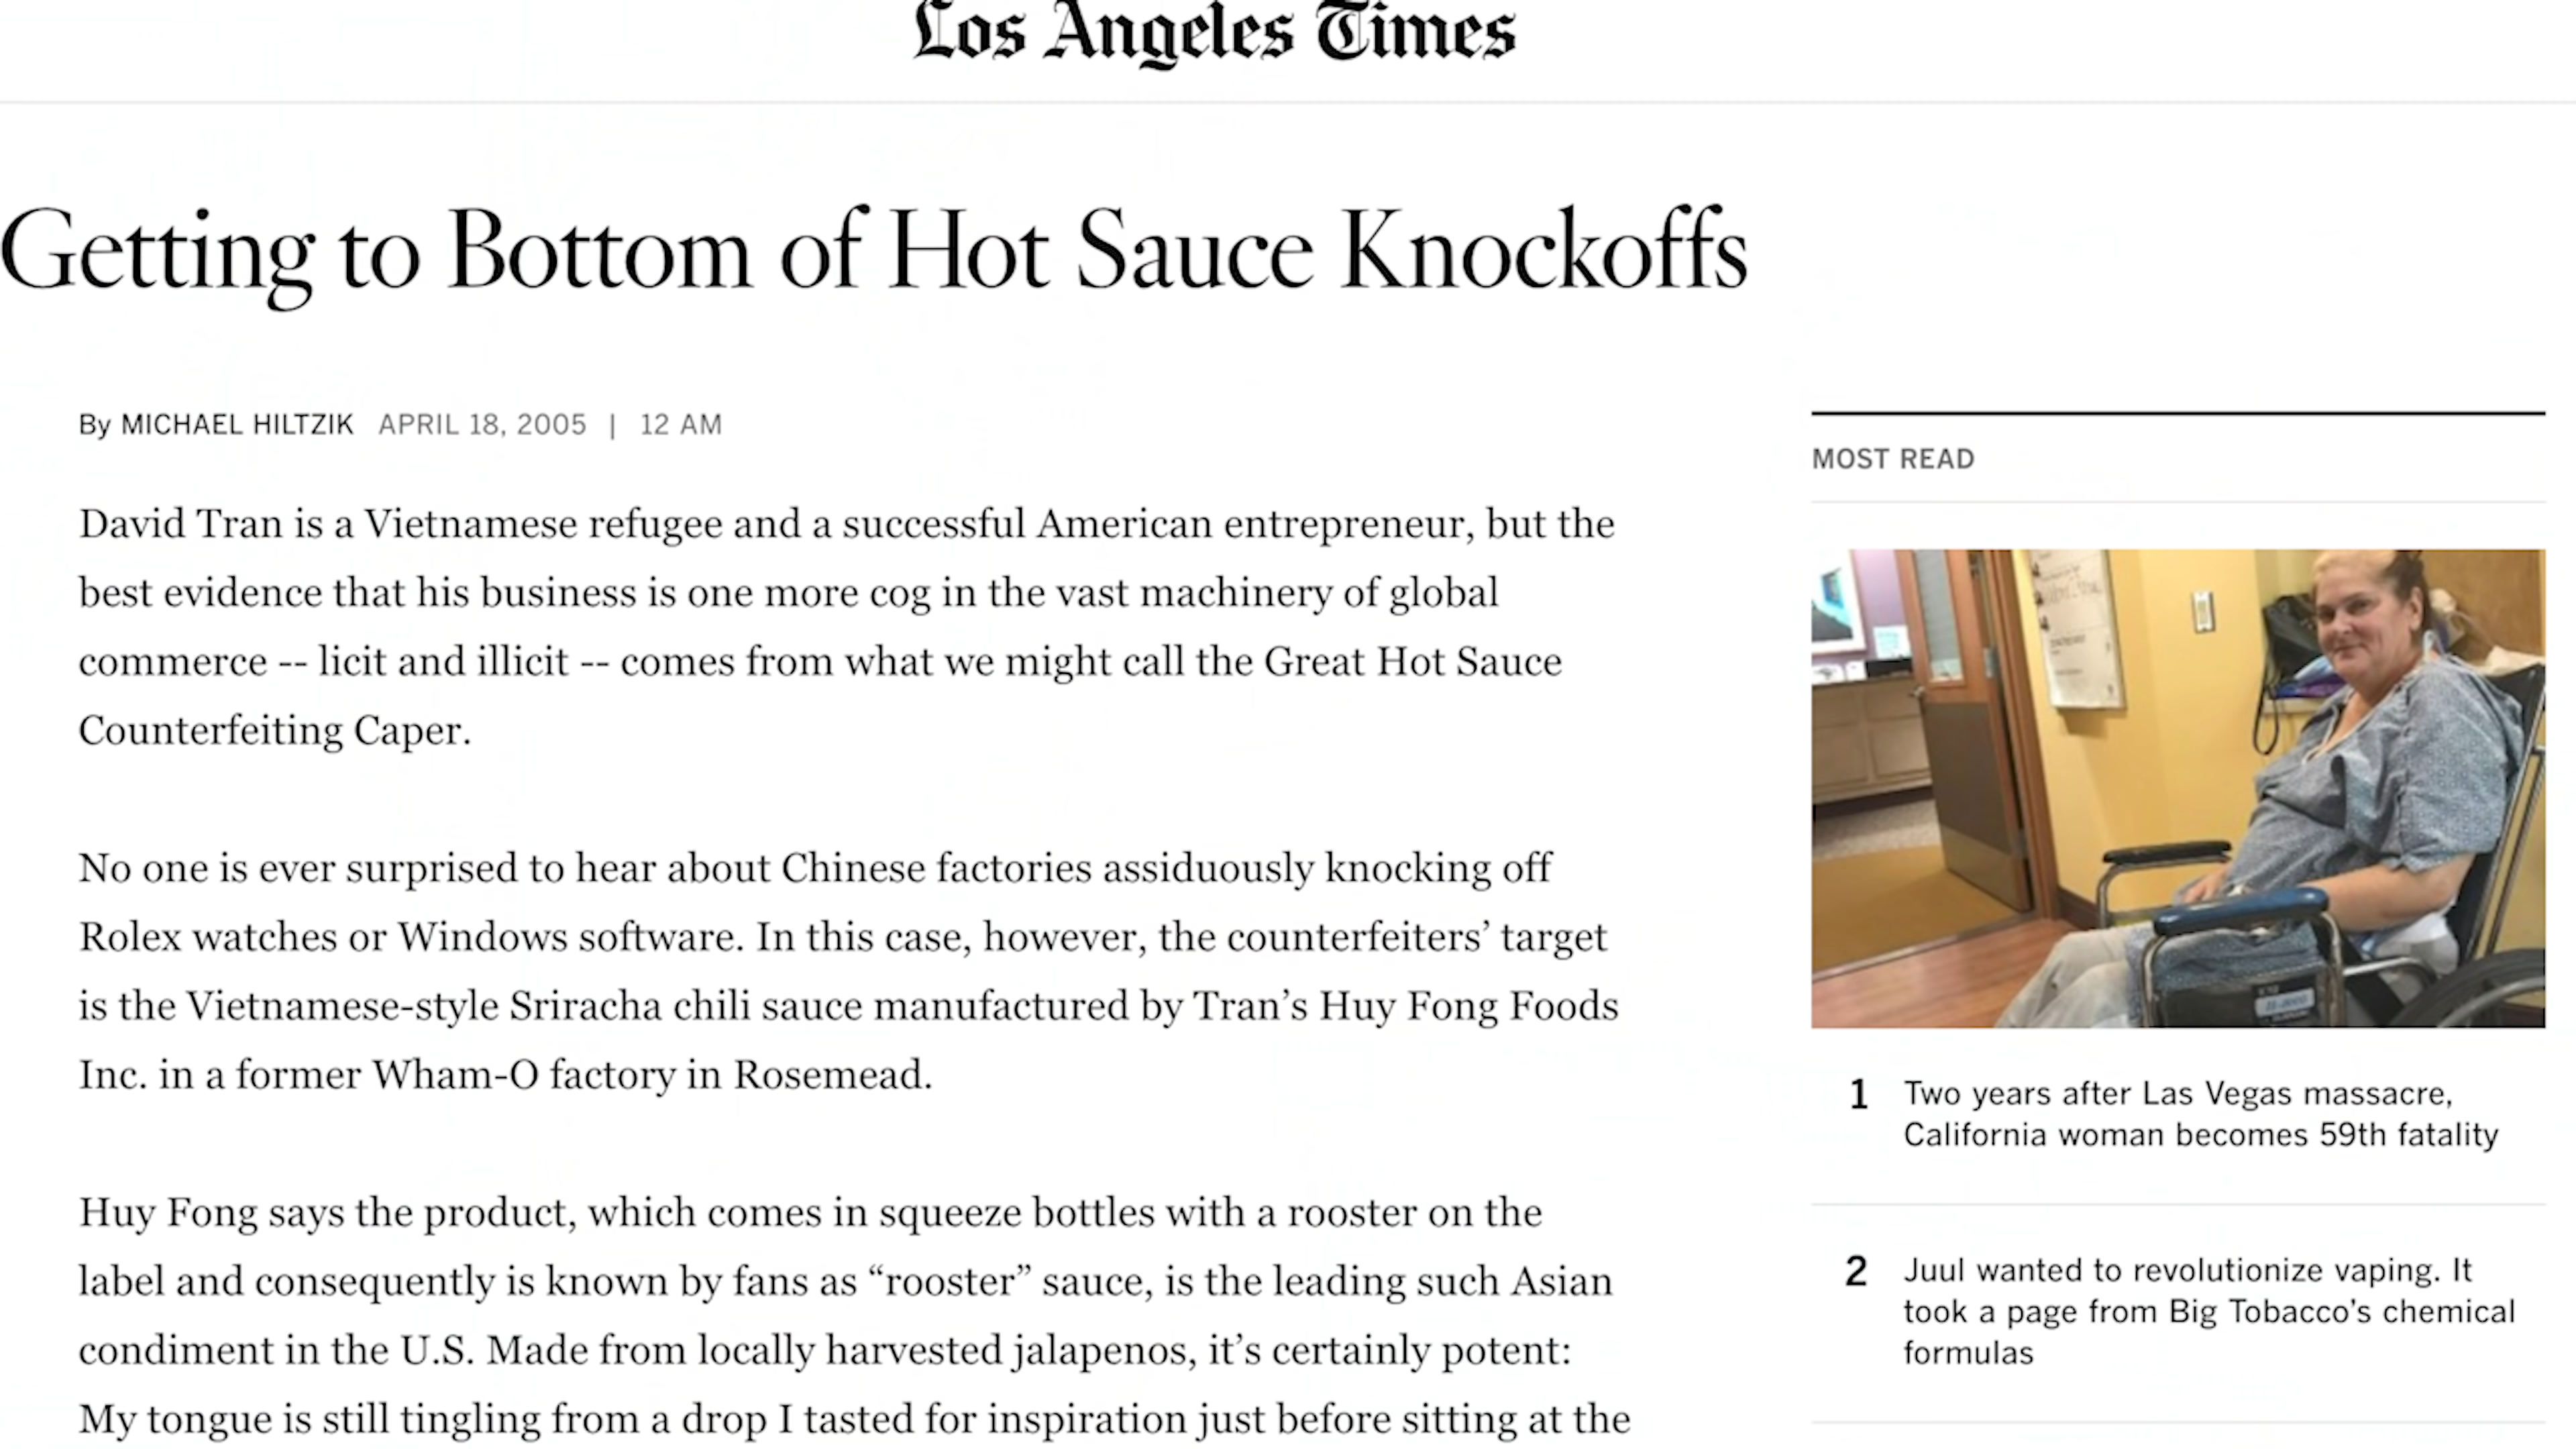 Los Angeles Times
Getting to Bottom of Hot Sauce Knockoffs
By MICHAEL HILTZIK APRIL 18, 2005 | 12 AM
David Tran is a Vietnamese refugee and a successful American entrepreneur, but the
best evidence that his business is one more cog in the vast machinery of global
commerce -- licit and illicit -- comes from what we might call the Great Hot Sauce
Counterfeiting Caper.
No one is ever surprised to hear about Chinese factories assiduously knocking off
Rolex watches or Windows software. In this case, however, the counterfeiters’ target
is the Vietnamese-style Sriracha chili sauce manufactured by Tran’s Huy Fong Foods
Inc. in a former Wham-O factory in Rosemead.
Huy Fong says the product, which comes in squeeze bottles with a rooster on the
label and consequently is known by fans as “rooster” sauce, is the leading such Asian
condiment in the U.S. Made from locally harvested jalapenos, it’s certainly potent:
My tongue is still tingling from a drop I tasted for inspiration just before sitting at the
MOST READ
1 Two years after Las Vegas massacre,
California woman becomes 59th fatality
2 Juul wanted to revolutionize vaping. It
took a page from Big Tobacco’s chemical
formulas